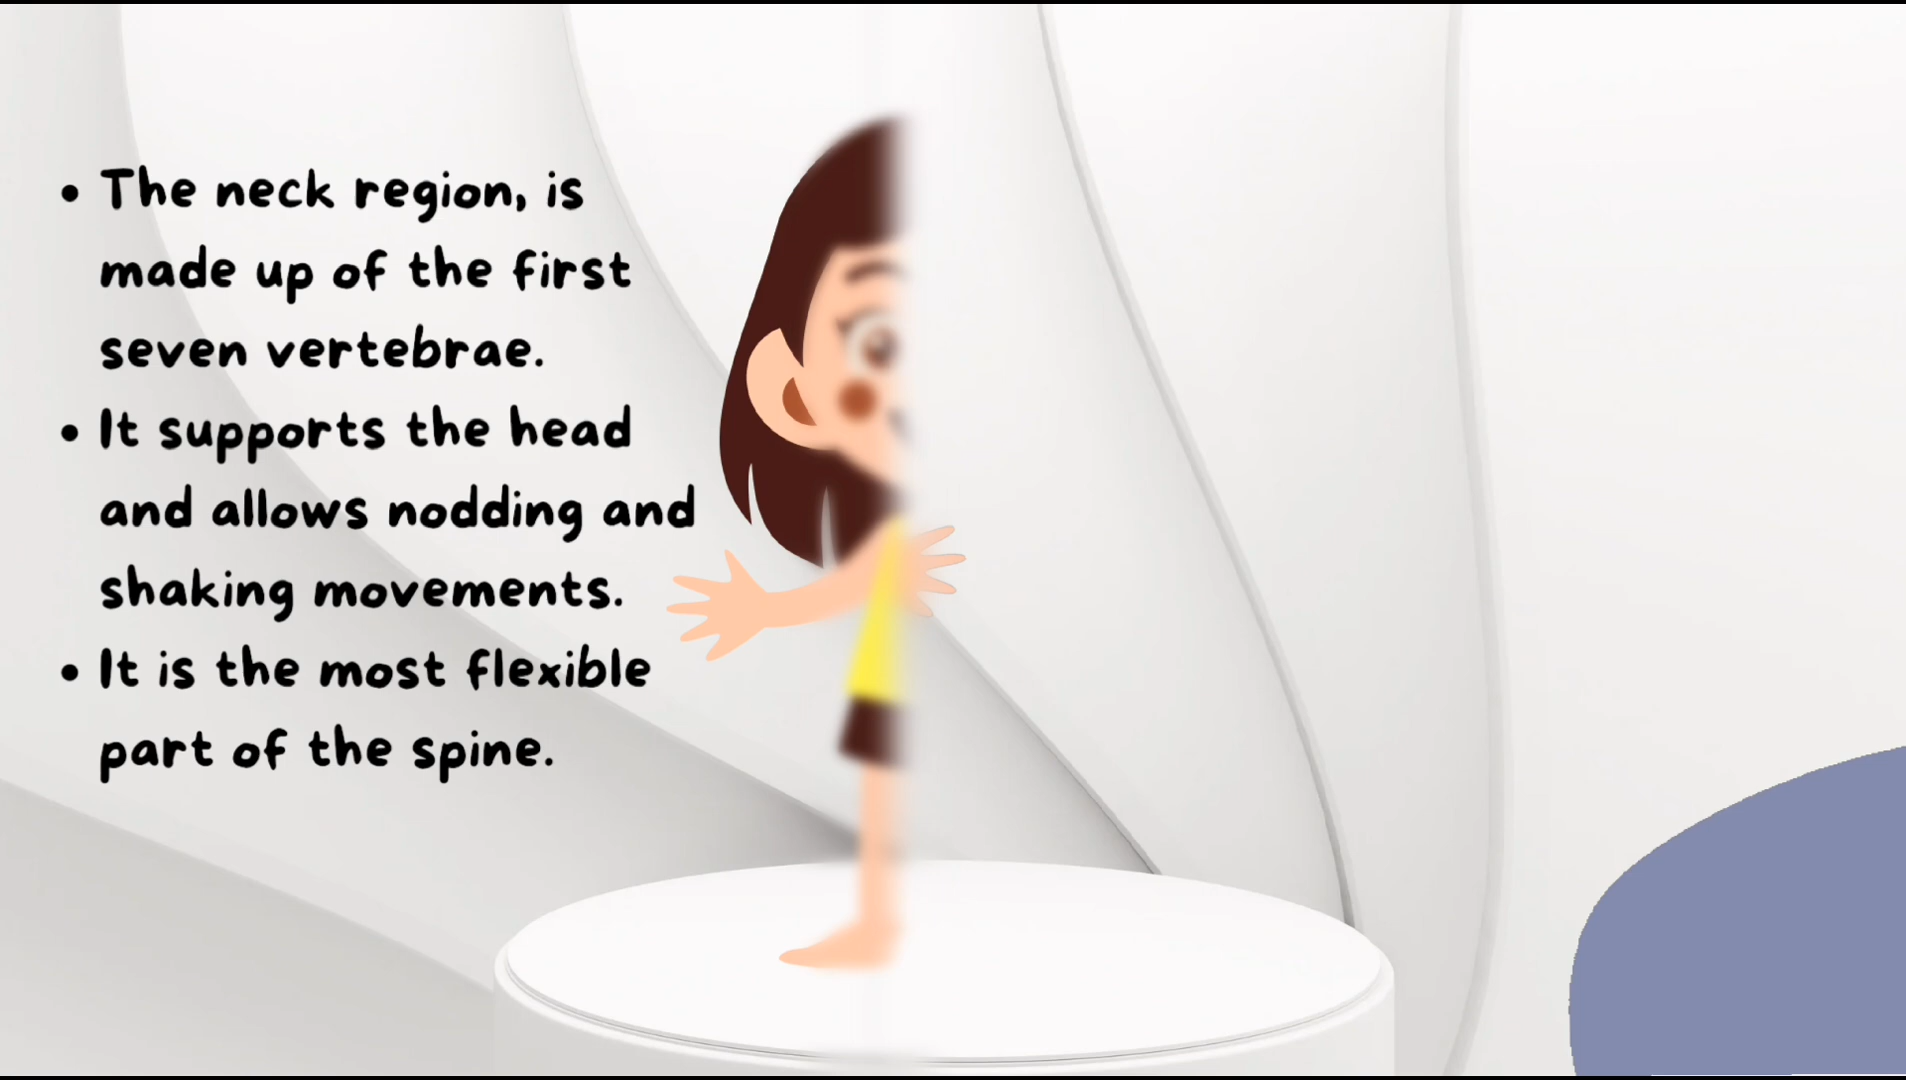 • The neck region, is
made up of the first
seven vertebrae.
• It supports the head
and allows nodding and
shaking movements.
• It is the most flexible
part of the spine.